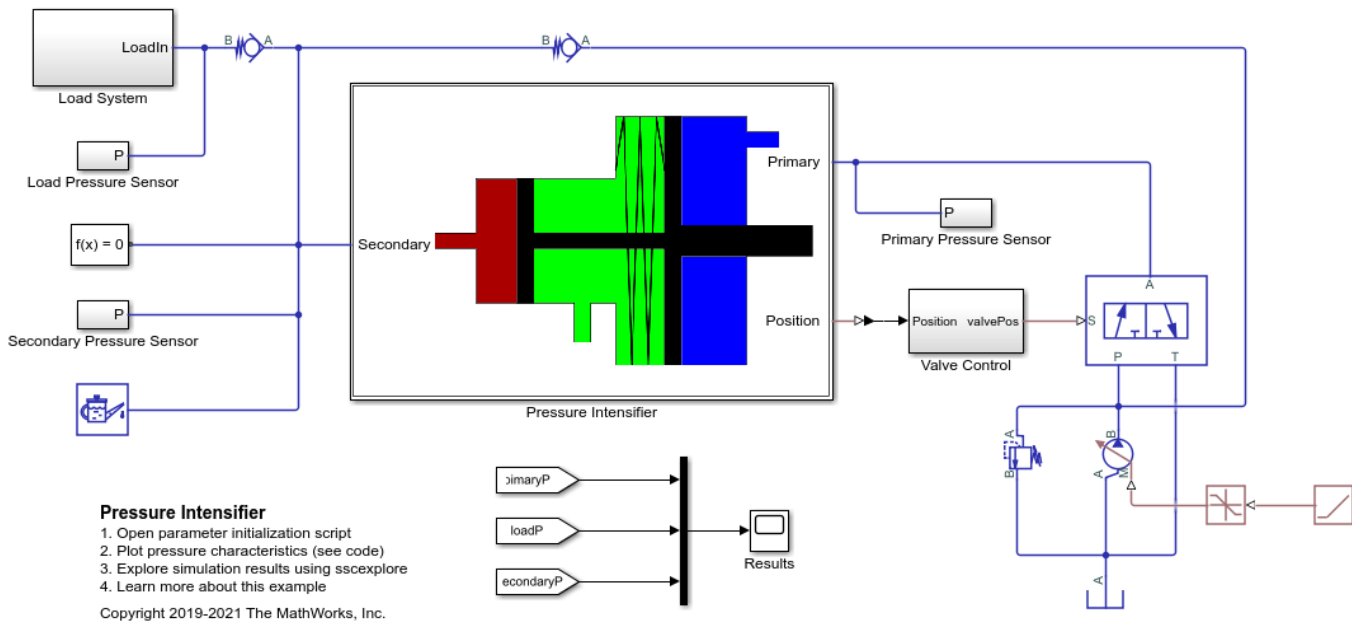 LoadIn
B
A
B
A
Load System
P
Load Pressure Sensor
Primary
P
Primary Pressure Sensor
f(x) = 0
Secondary
A
S
P
T
P
Secondary Pressure Sensor
Position
Position
valvePos
Valve Control
Pressure Intensifier
A
B
B
A
M
rimaryP
loadP
econdaryP
Results
A
Pressure Intensifier
1. Open parameter initialization script
2. Plot pressure characteristics (see code)
3. Explore simulation results using sscexplore
4. Learn more about this example
Copyright 2019-2021 The MathWorks, Inc.